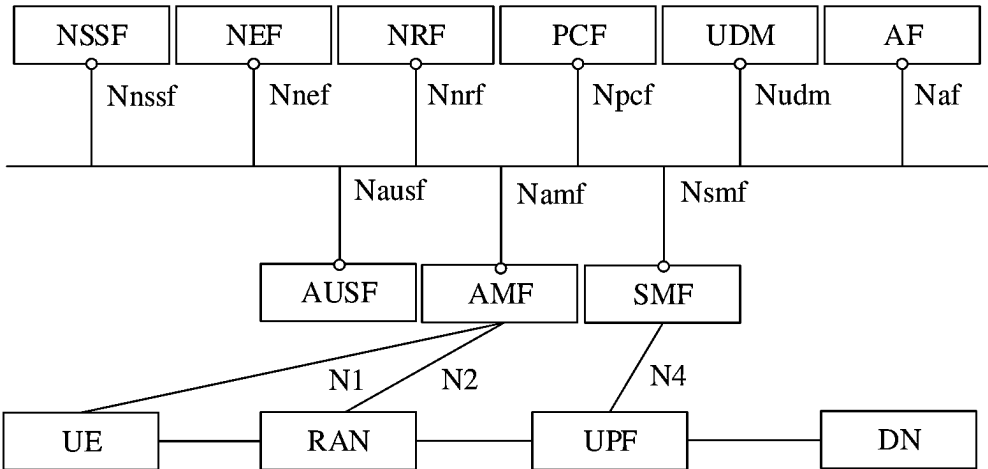 NSSF NEF NRF PCF UDM AF
Nnssf Nnef Nnrf Npcf Nudm Naf
Nausf Namf Nsmf
AUSF AMF SMF
N1 N2 N4
UE RAN UPF DN